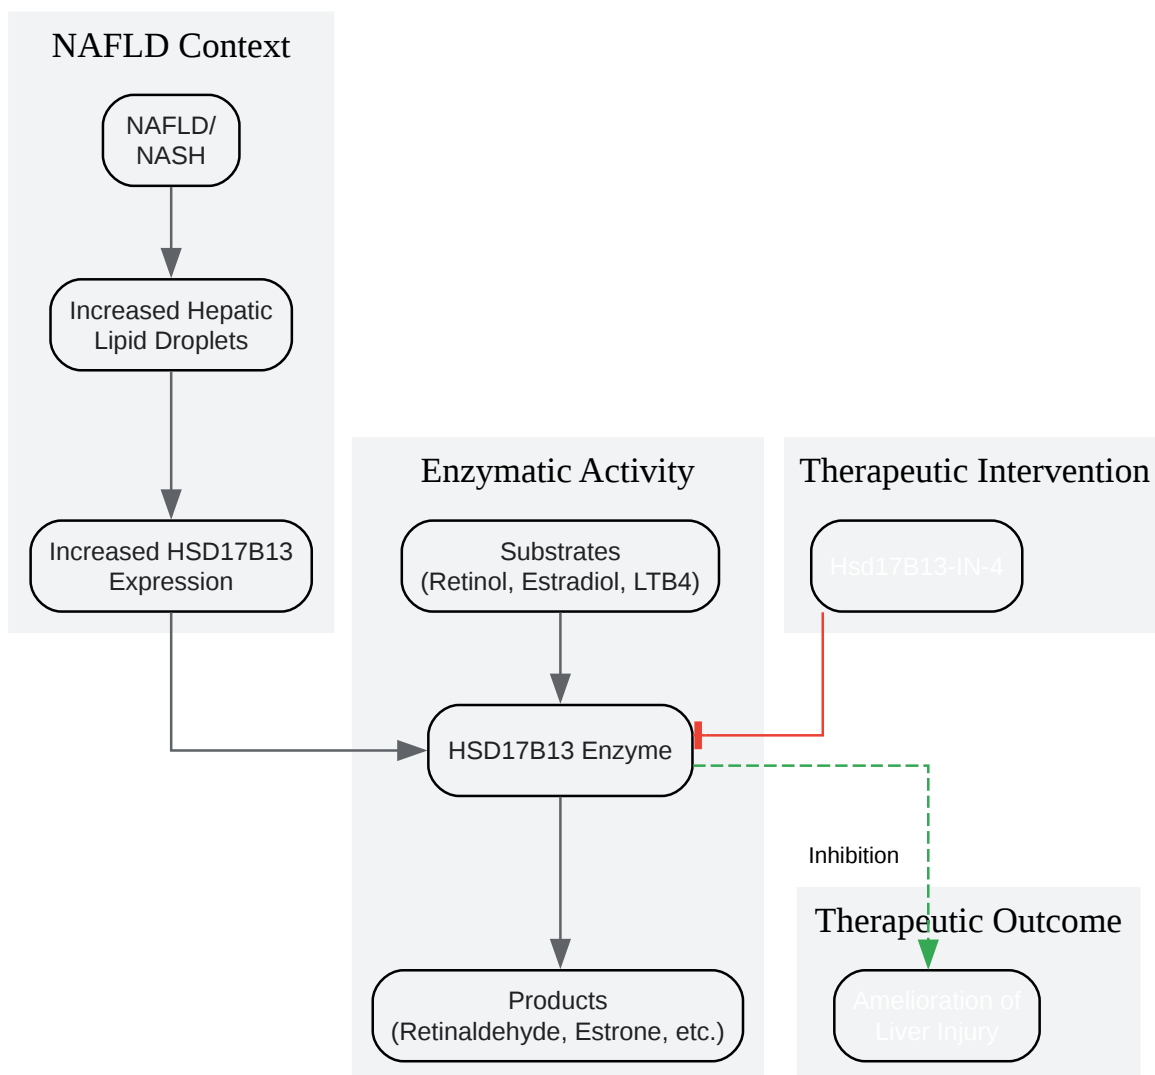 NAFLD Context
NAFLD/
NASH
Increased Hepatic
Lipid Droplets
Increased HSD17B13
Expression
Enzymatic Activity
Substrates
(Retinol, Estradiol, LTB4)
HSD17B13 Enzyme
Products
(Retinaldehyde, Estrone, etc.)
Therapeutic Intervention
Hsd17B13-IN-4
Inhibition
Therapeutic Outcome
Amelioration of
Liver Injury